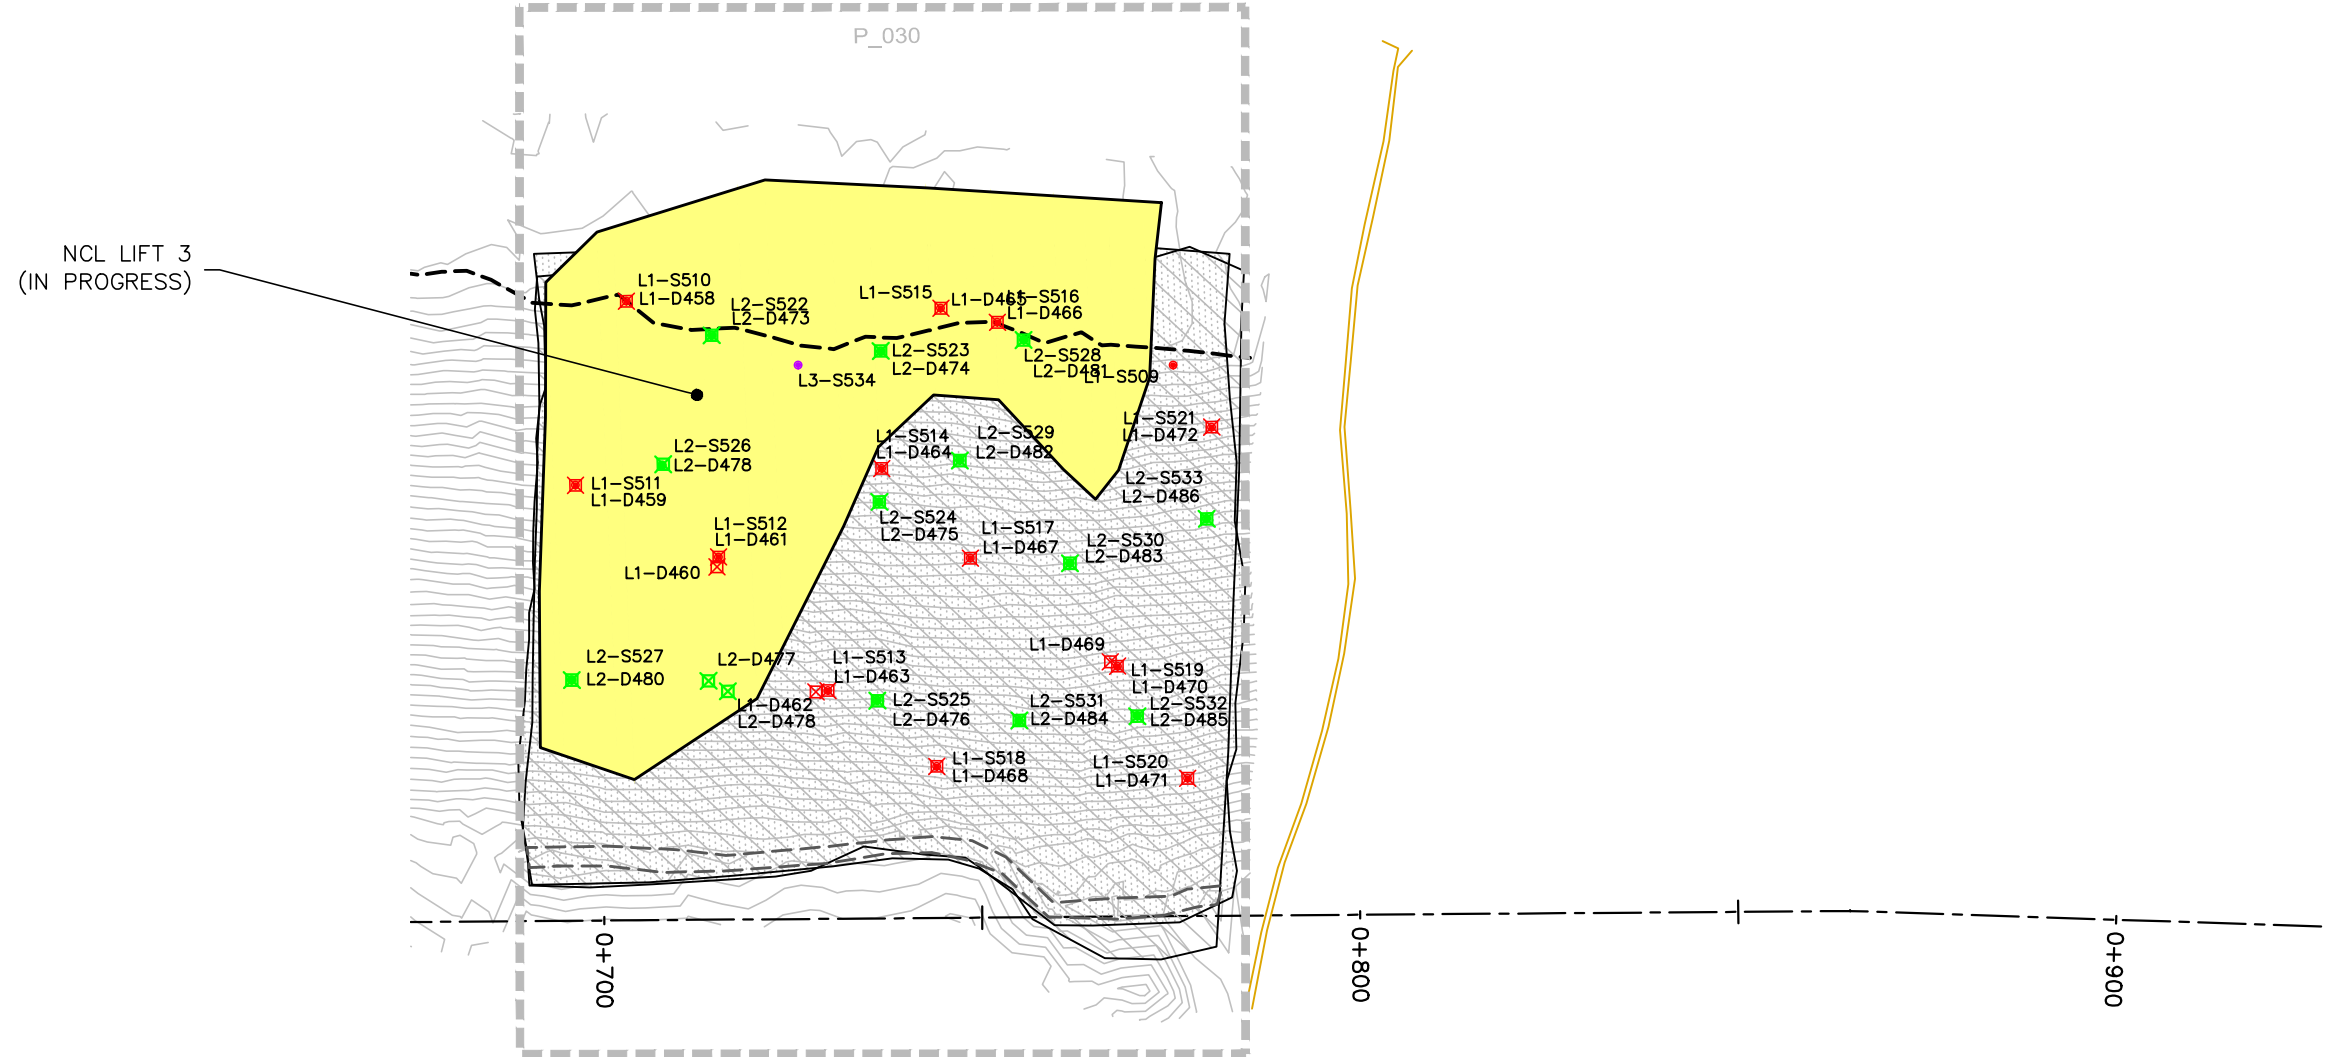 P_030
NCL LIFT 3
(IN PROGRESS)
L1-S510
L1-D458
L2-S522
L2-D473
L1-S515
L1-D465
L1-S516
L1-D466
L2-S523
L2-D474
L2-S528
L2-D481
L1-S509
L3-S534
L1-S521
L1-D472
L1-S514
L1-D464
L2-S529
L2-D482
L2-S526
L2-D478
L1-S511
L1-D459
L2-S533
L2-D486
L2-S524
L2-D475
L1-S512
L1-D461
L1-S517
L1-D467
L2-S530
L2-D483
L1-D460
L1-D469
L2-S527
L2-D480
L2-D477
L1-S513
L1-D463
L1-S519
L1-D470
L1-D462
L2-D478
L2-S525
L2-D476
L2-S531
L2-D484
L2-S532
L2-D485
L1-S518
L1-D468
L1-S520
L1-D471
0+700
0+800
0+900